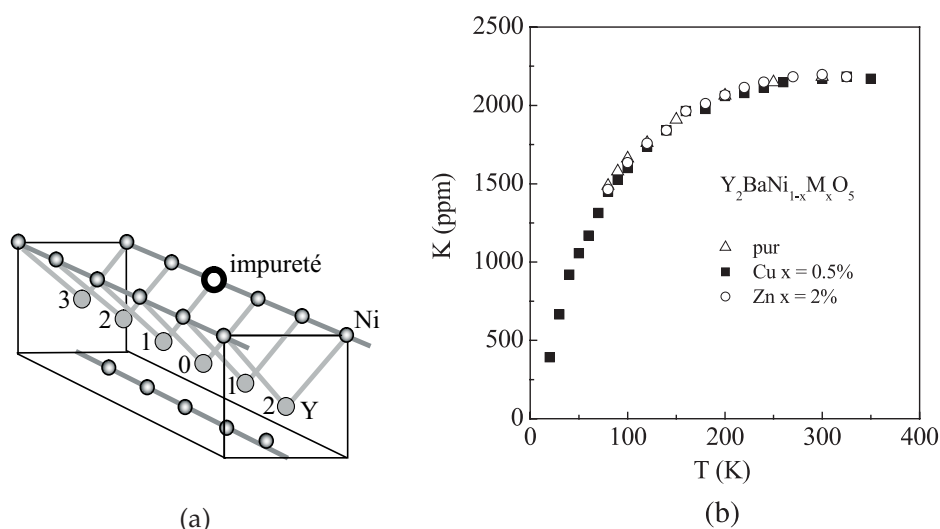 impureté
Ni
3
2
1
0
1
2
Y
(a)
2500
2000
1500
1000
500
0
K (ppm)
Y₂BaNi₁₋ₓMₓO₅
pur
Cu x = 0.5%
Zn x = 2%
0 100 200 300 400
T (K)
(b)